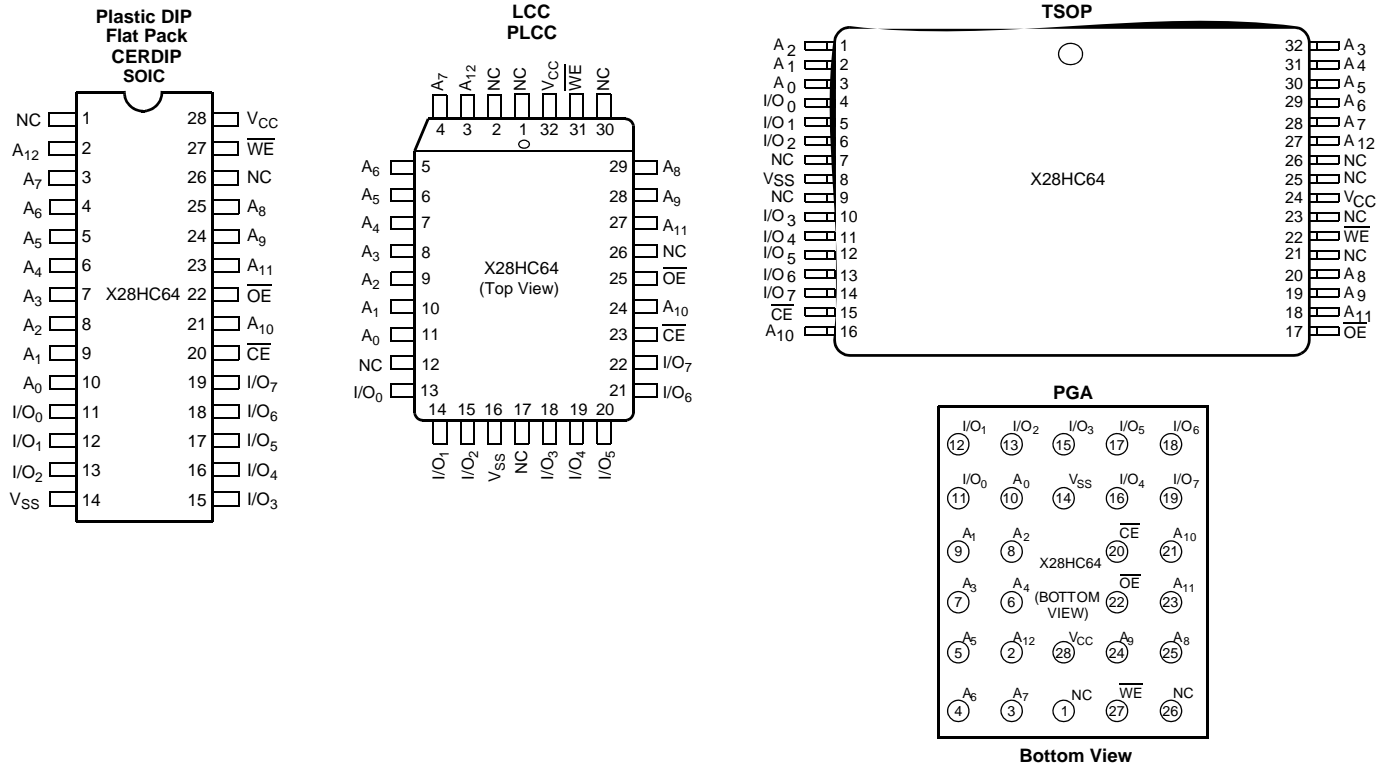 Plastic DIP
Flat Pack
CERDIP
SOIC
NC 1 28 VCC
A12 2 27 WE
A7 3 26 NC
A6 4 25 A8
A5 5 24 A9
A4 6 23 A11
A3 7 X28HC64 22 OE
A2 8 21 A10
A1 9 20 CE
A0 10 19 I/O7
I/O0 11 18 I/O6
I/O1 12 17 I/O5
I/O2 13 16 I/O4
VSS 14 15 I/O3
LCC
PLCC
A7 A12 NC NC VCC WE NC
4 3 2 1 32 31 30
A6 5 29 A8
A5 6 28 A9
A4 7 27 A11
A3 8 26 NC
X28HC64
(Top View)
A2 9 25 OE
A1 10 24 A10
A0 11 23 CE
NC 12 22 I/O7
I/O0 13 21 I/O6
14 15 16 17 18 19 20
I/O1 I/O2 VSS NC I/O3 I/O4 I/O5
TSOP
A2 1 32 A3
A1 2 31 A4
A0 3 30 A5
I/O0 4 29 A6
I/O1 5 28 A7
I/O2 6 27 A12
NC 7 26 NC
VSS 8 X28HC64 25 NC
NC 9 24 VCC
I/O3 10 23 NC
I/O4 11 22 WE
I/O5 12 21 NC
I/O6 13 20 A8
I/O7 14 19 A9
CE 15 18 A11
A10 16 17 OE
PGA
I/O1 I/O2 I/O3 I/O5 I/O6
12 13 15 17 18
I/O0 A0 VSS I/O4 I/O7
11 10 14 16 19
A1 A2 CE A10
9 8 20 21
X28HC64
A3 A4 OE A11
7 6 (BOTTOM 22 23
VIEW)
A5 A12 VCC A9 A8
5 2 28 24 25
A6 A7 NC WE NC
4 3 1 27 26
Bottom View